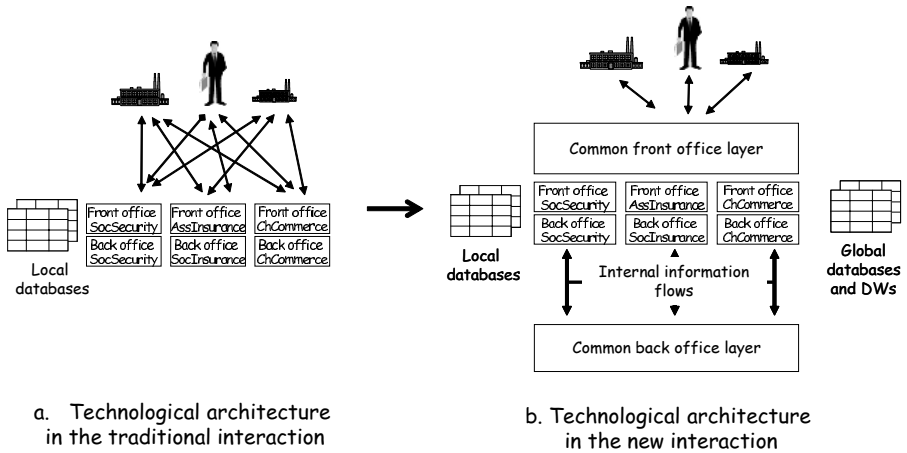 Front office
SocSecurity
Front office
AssInsurance
Front office
ChCommerce
Back office
SocSecurity
Back office
SocInsurance
Back office
ChCommerce
Local
databases
a. Technological architecture
in the traditional interaction
Common front office layer
Front office
SocSecurity
Front office
AssInsurance
Front office
ChCommerce
Back office
SocSecurity
Back office
SocInsurance
Back office
ChCommerce
Local
databases
Global
databases
and DWs
Internal information
flows
Common back office layer
b. Technological architecture
in the new interaction